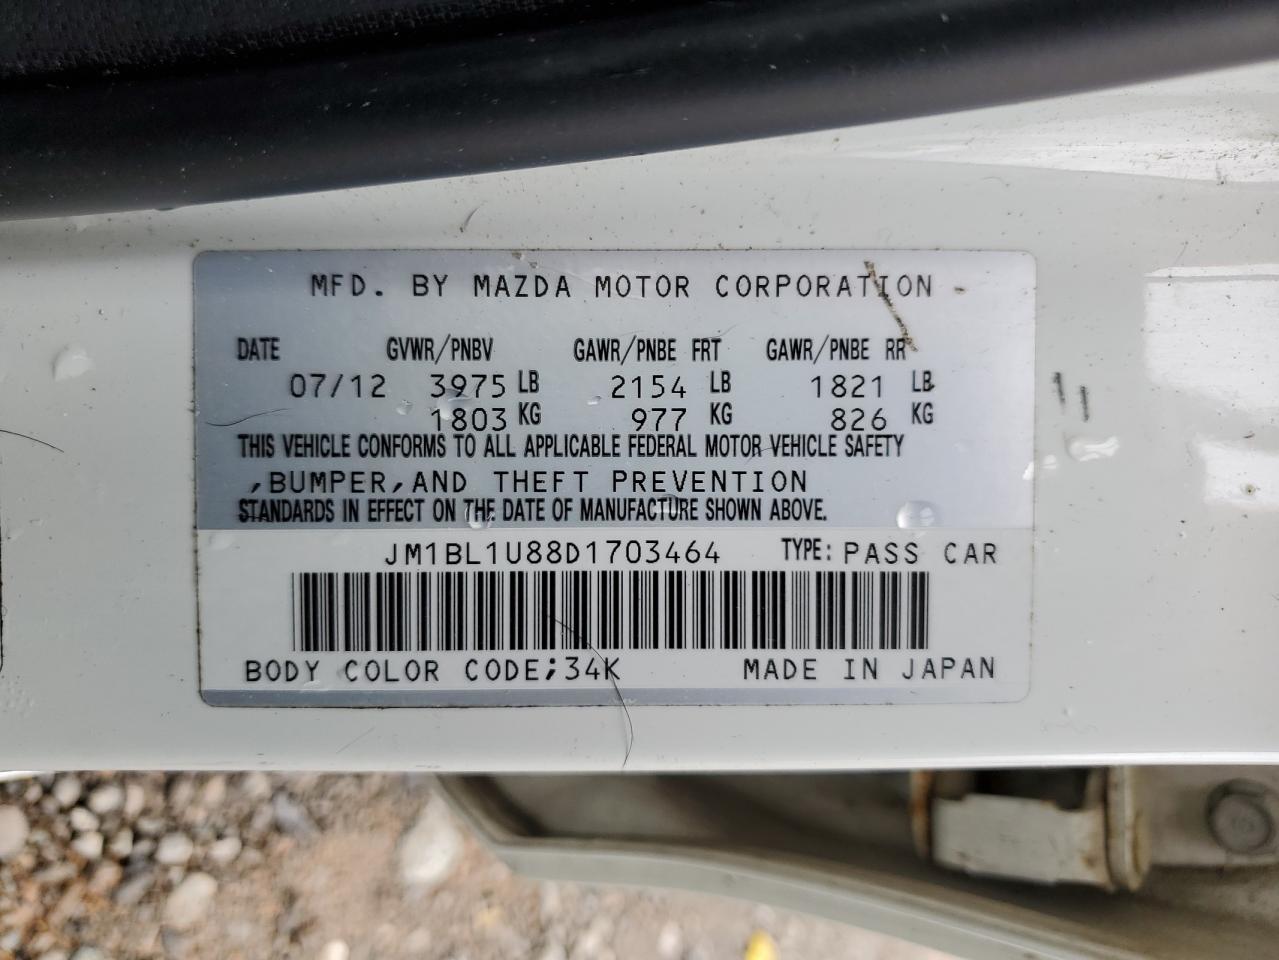 MFD. BY MAZDA MOTOR CORPORATION
DATE GVWR/PNBV GAWR/PNBE FRT GAWR/PNBE RR
07/12 3975 LB 2154 LB 1821 LB
1803 KG 977 KG 826 KG
THIS VEHICLE CONFORMS TO ALL APPLICABLE FEDERAL MOTOR VEHICLE SAFETY
,BUMPER,AND THEFT PREVENTION
STANDARDS IN EFFECT ON THE DATE OF MANUFACTURE SHOWN ABOVE.
JM1BL1U88D1703464 TYPE: PASS CAR
BODY COLOR CODE;34K MADE IN JAPAN